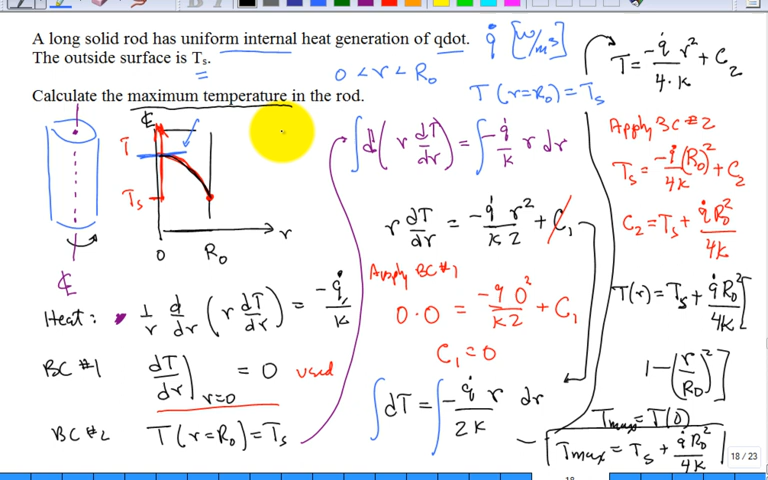 A long solid rod has uniform internal heat generation of qdot. q̇ [W/m³]
The outside surface is Tₛ.
0 < r < R₀
Calculate the maximum temperature in the rod.
T(r=R₀)=Tₛ
℄
T
Tₛ
r
0 R₀
℄
Heat: 1/r d/dr (r dT/dr) = -q̇/k
BC #1 dT/dr|r=0 = 0 used
BC #2 T(r=R₀)=Tₛ
∫d(r dT/dr) = ∫-q̇/k r dr
r dT/dr = -q̇/k r²/2 + C₁
Apply BC #1
0·0 = -q 0²/k2 + C₁
C₁=0
∫dT = ∫-q̇/2k r dr
T = -q̇ r²/4·k + C₂
Apply BC #2
Tₛ = -q̇(R₀)²/4k + C₂
C₂ = Tₛ + q̇R₀²/4k
T(r) = Tₛ + q̇R₀²/4k [
1-(r/R₀)²]
Tmax = T(0)
Tmax = Tₛ + q̇R₀²/4k
18 / 23